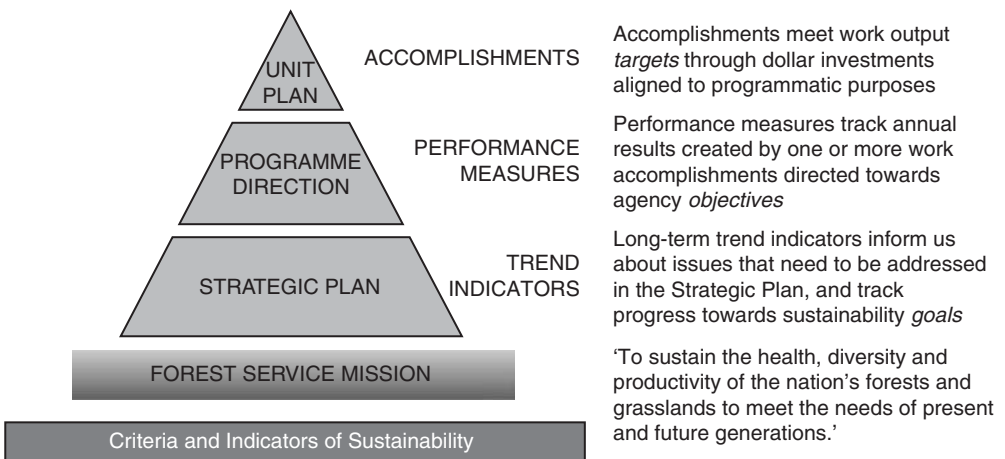 UNIT
PLAN
ACCOMPLISHMENTS
Accomplishments meet work output
targets through dollar investments
aligned to programmatic purposes
PROGRAMME
DIRECTION
PERFORMANCE
MEASURES
Performance measures track annual
results created by one or more work
accomplishments directed towards
agency objectives
STRATEGIC PLAN
TREND
INDICATORS
Long-term trend indicators inform us
about issues that need to be addressed
in the Strategic Plan, and track
progress towards sustainability goals
FOREST SERVICE MISSION
‘To sustain the health, diversity and
productivity of the nation’s forests and
grasslands to meet the needs of present
and future generations.’
Criteria and Indicators of Sustainability